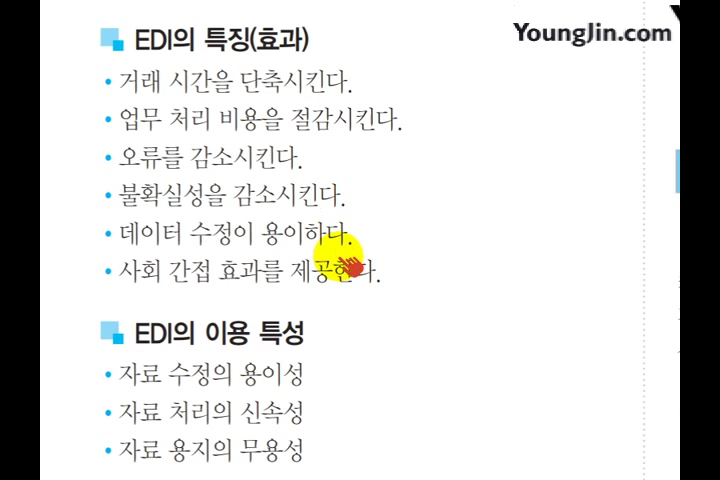 YoungJin.com
EDI의 특징(효과)
• 거래 시간을 단축시킨다.
• 업무 처리 비용을 절감시킨다.
• 오류를 감소시킨다.
• 불확실성을 감소시킨다.
• 데이터 수정이 용이하다.
• 사회 간접 효과를 제공한다.
EDI의 이용 특성
• 자료 수정의 용이성
• 자료 처리의 신속성
• 자료 용지의 무용성